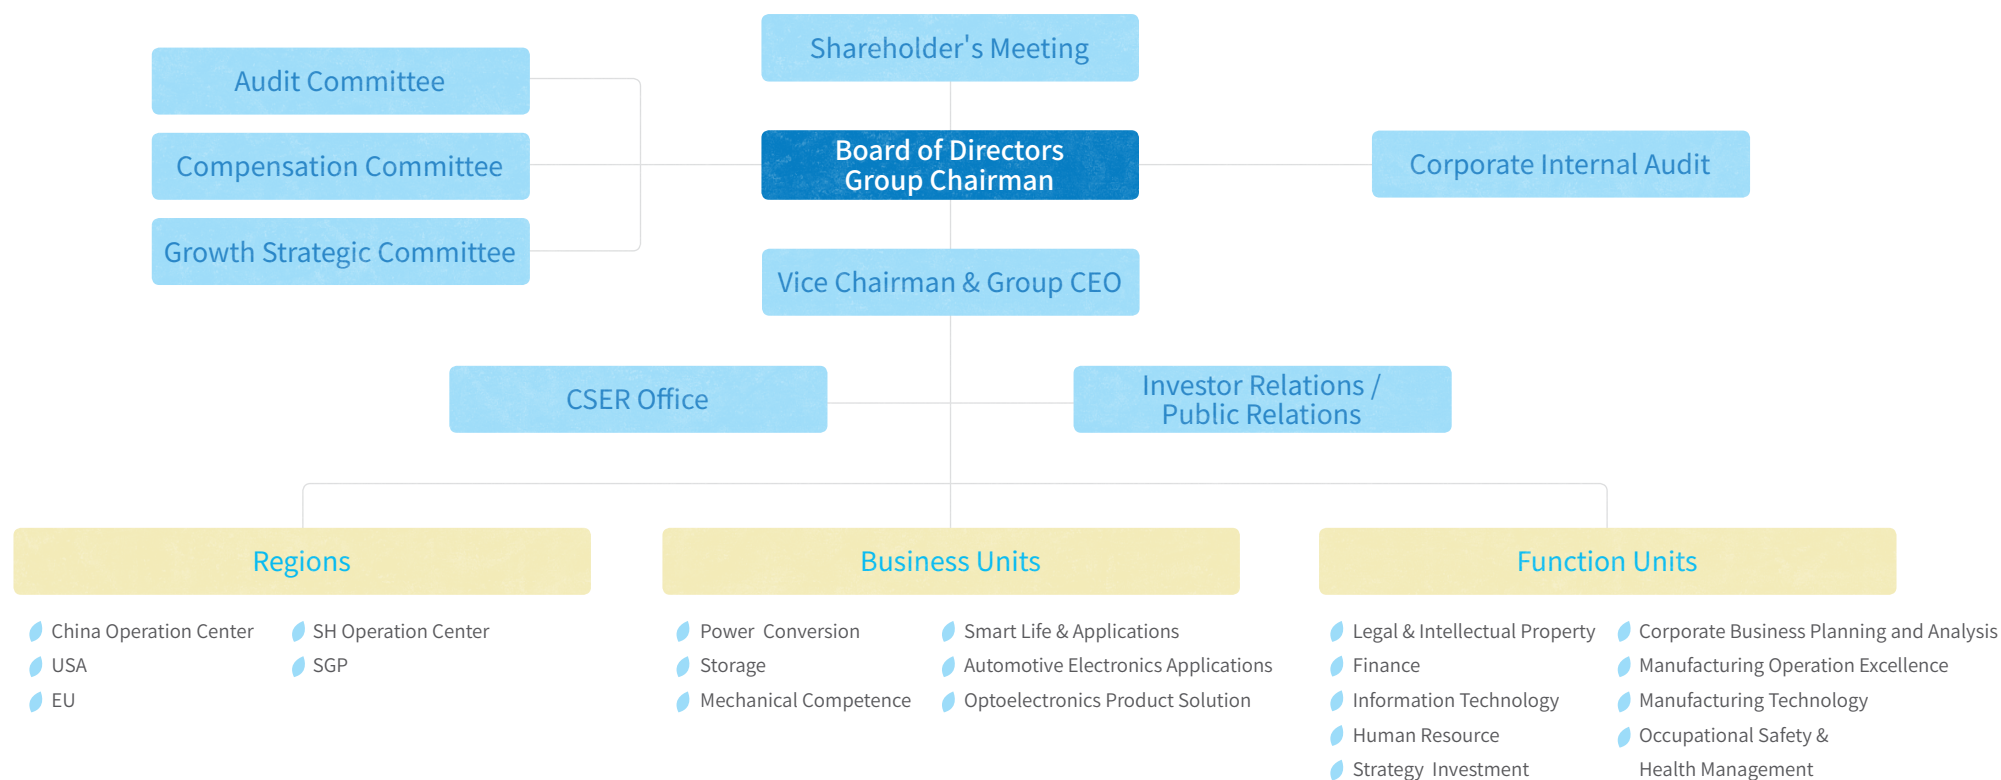 Shareholder's Meeting
Audit Committee
Compensation Committee
Growth Strategic Committee
Board of Directors
Group Chairman
Corporate Internal Audit
Vice Chairman & Group CEO
CSER Office
Investor Relations /
Public Relations
Regions
China Operation Center
USA
EU
SH Operation Center
SGP
Business Units
Power Conversion
Storage
Mechanical Competence
Smart Life & Applications
Automotive Electronics Applications
Optoelectronics Product Solution
Function Units
Legal & Intellectual Property
Finance
Information Technology
Human Resource
Strategy Investment
Corporate Business Planning and Analysis
Manufacturing Operation Excellence
Manufacturing Technology
Occupational Safety &
Health Management